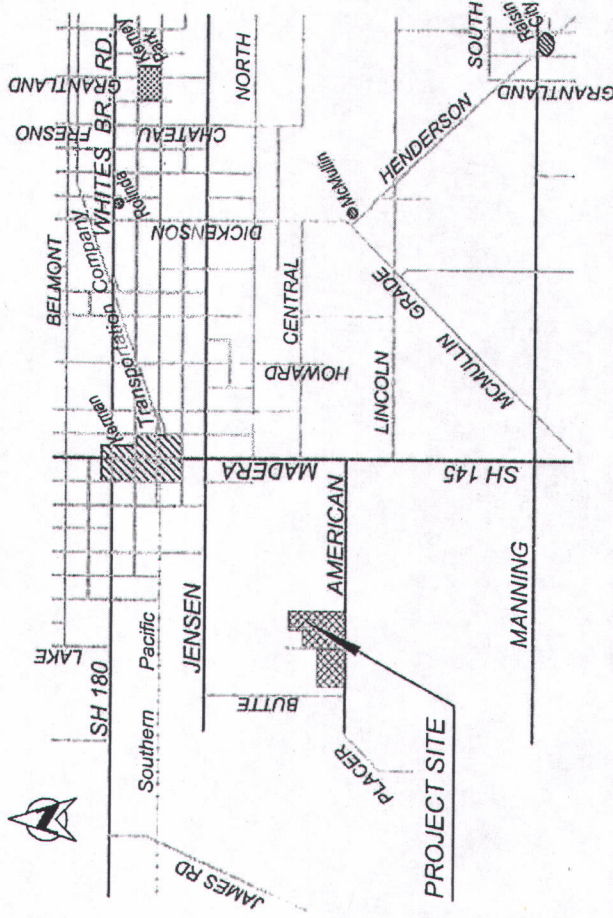 N
BELMONT
LAKE
FRESNO
GRANTLAND
SH 180
Kerman
WHITES BR. RD.
Rolinda
Kerney
Park
Southern Pacific Transportation Company
CHATEAU
JAMES RD
JENSEN
DICKENSON
NORTH
BUTTE
MADERA
CENTRAL
HOWARD
AMERICAN
McMullin
PLACER
LINCOLN
HENDERSON
SOUTH
GRADE
MCMULLIN
PROJECT SITE
SH 145
MANNING
Raisin
City
GRANTLAND